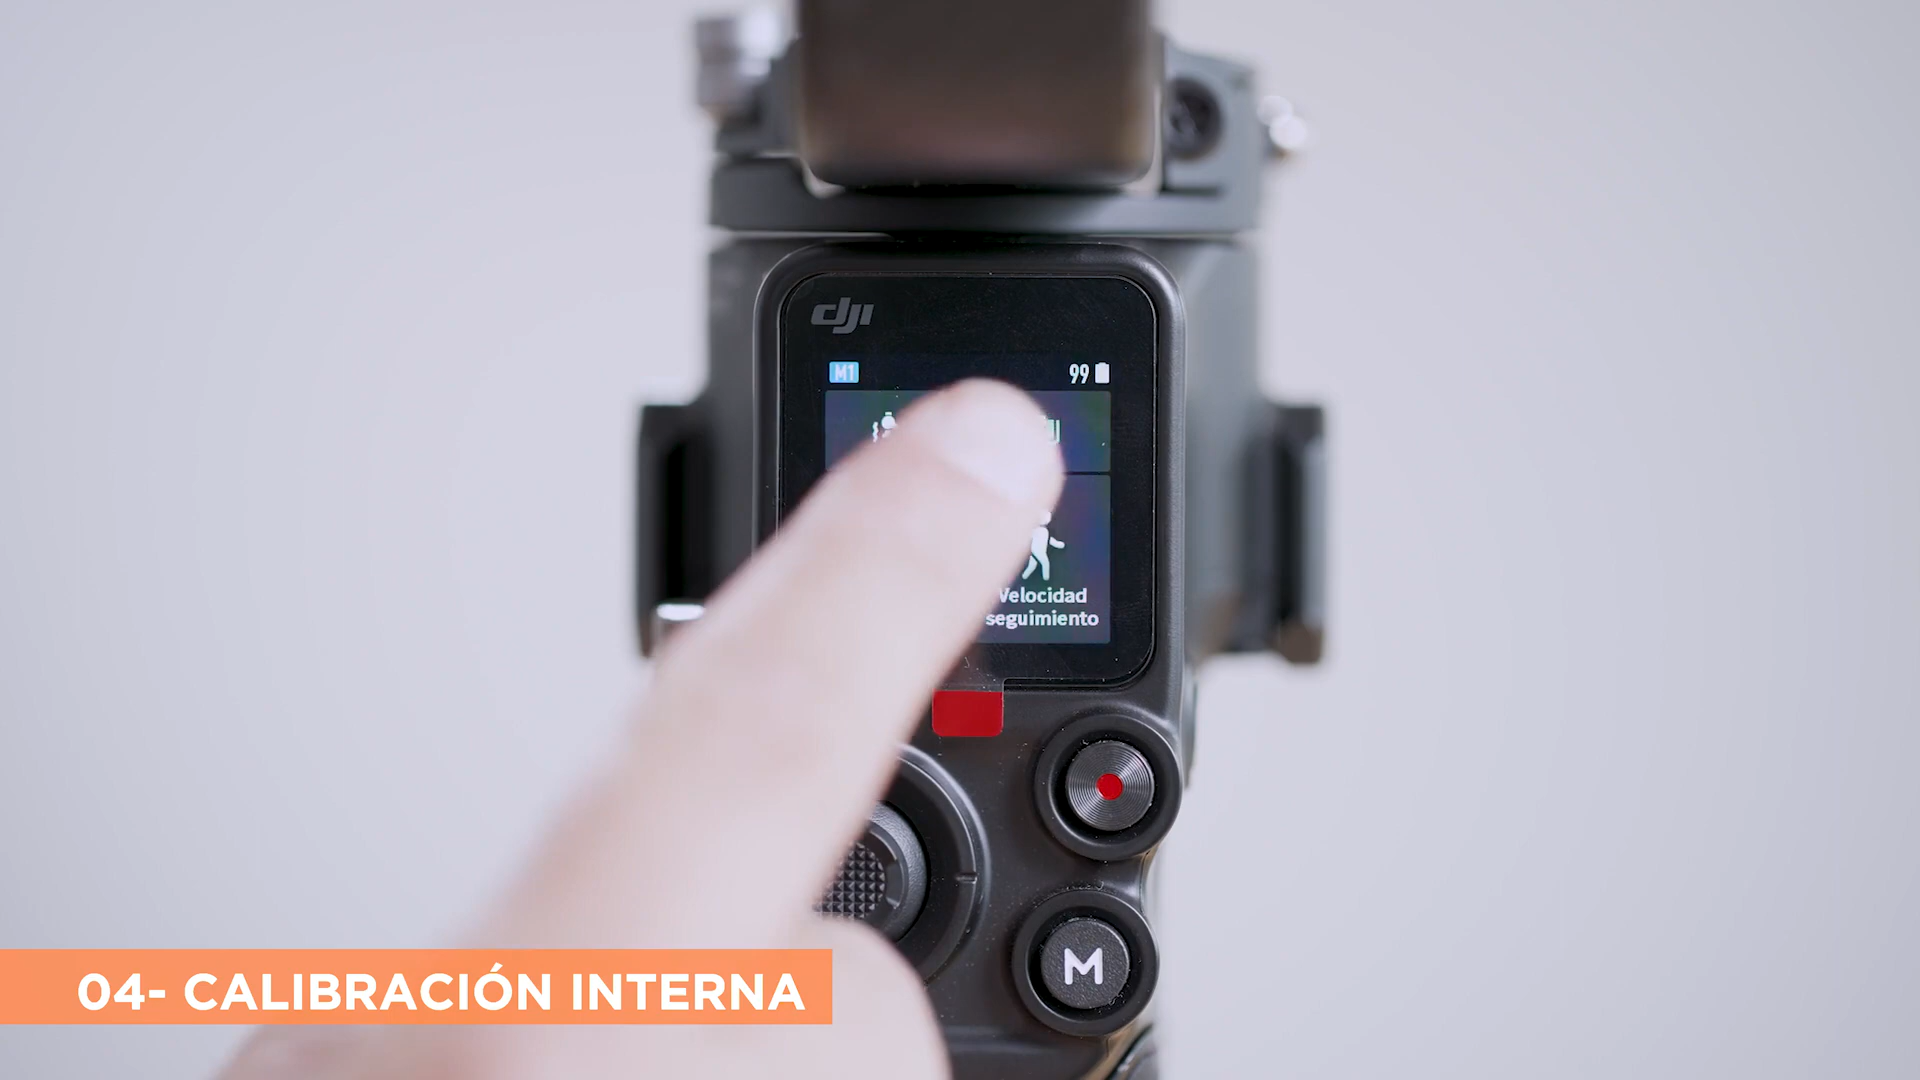 dji
M1
99
Velocidad
seguimiento
M
04- CALIBRACIÓN INTERNA